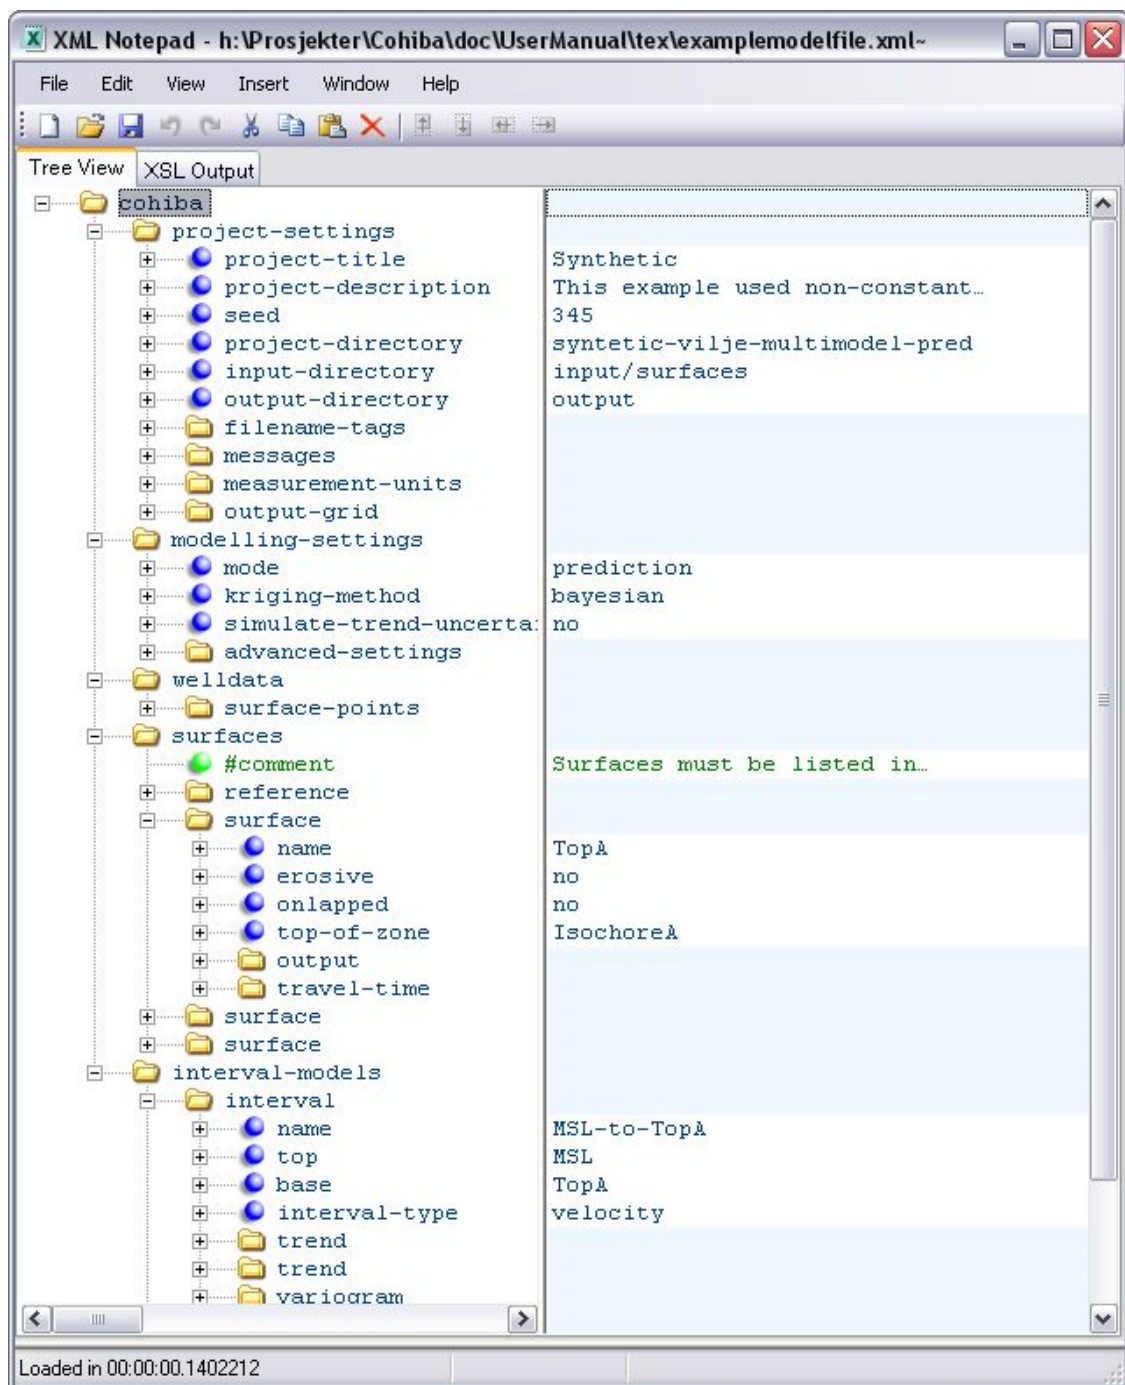 XML Notepad - h:\Prosjekter\Cohiba\doc\UserManual\tex\examplemodelfile.xml~
File Edit View Insert Window Help
Tree View XSL Output
cohiba
project-settings
project-title Synthetic
project-description This example used non-constant…
seed 345
project-directory syntetic-vilje-multimodel-pred
input-directory input/surfaces
output-directory output
filename-tags
messages
measurement-units
output-grid
modelling-settings
mode prediction
kriging-method bayesian
simulate-trend-uncerta no
advanced-settings
welldata
surface-points
surfaces
#comment Surfaces must be listed in…
reference
surface
name TopA
erosive no
onlapped no
top-of-zone IsochoreA
output
travel-time
surface
surface
interval-models
interval
name MSL-to-TopA
top MSL
base TopA
interval-type velocity
trend
trend
variogram
Loaded in 00:00:00.1402212